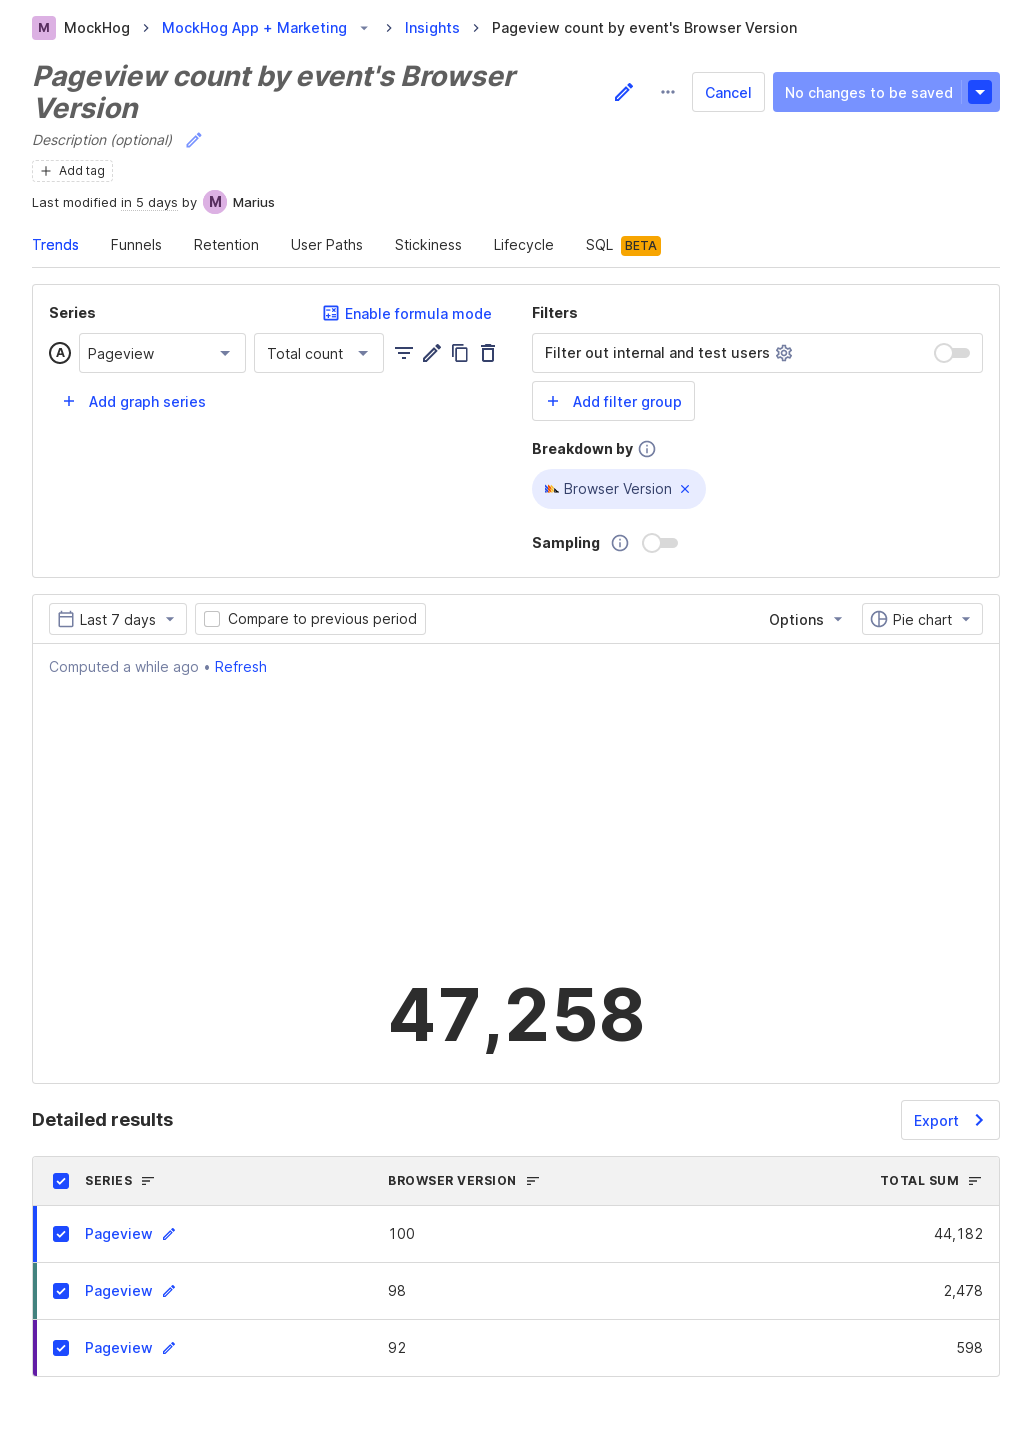 M MockHog MockHog App + Marketing Insights Pageview count by event's Browser Version
Pageview count by event's Browser
Version
No changes to be saved
Cancel
Description (optional)
Add tag
Last modified in 5 days by M Marius
Trends Funnels Retention User Paths Stickiness Lifecycle SQL BETA
Series Enable formula mode
A Pageview Total count
Add graph series
Filters
Filter out internal and test users
Add filter group
Breakdown by
Browser Version
Sampling
Last 7 days Compare to previous period Options Pie chart
Computed a while ago • Refresh
47,258
Detailed results Export
SERIES BROWSER VERSION TOTAL SUM
Pageview 100 44,182
Pageview 98 2,478
Pageview 92 598